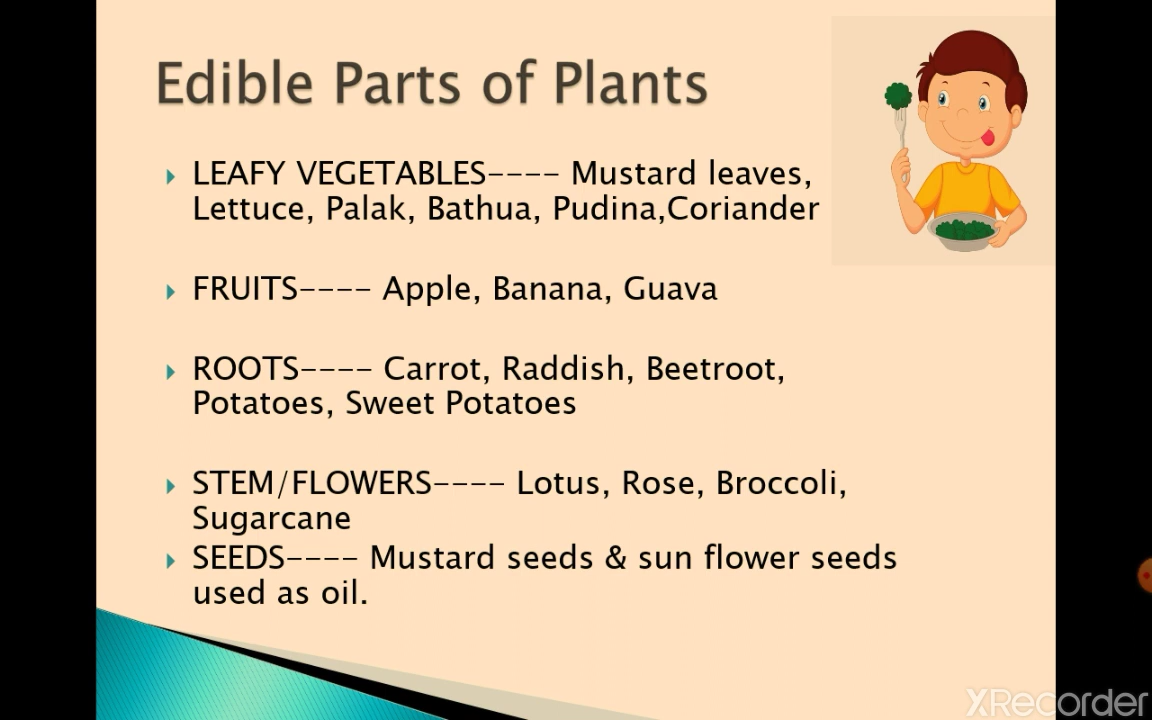 Edible Parts of Plants
LEAFY VEGETABLES---- Mustard leaves,
Lettuce, Palak, Bathua, Pudina,Coriander
FRUITS---- Apple, Banana, Guava
ROOTS---- Carrot, Raddish, Beetroot,
Potatoes, Sweet Potatoes
STEM/FLOWERS---- Lotus, Rose, Broccoli,
Sugarcane
SEEDS---- Mustard seeds & sun flower seeds
used as oil.
XRecorder